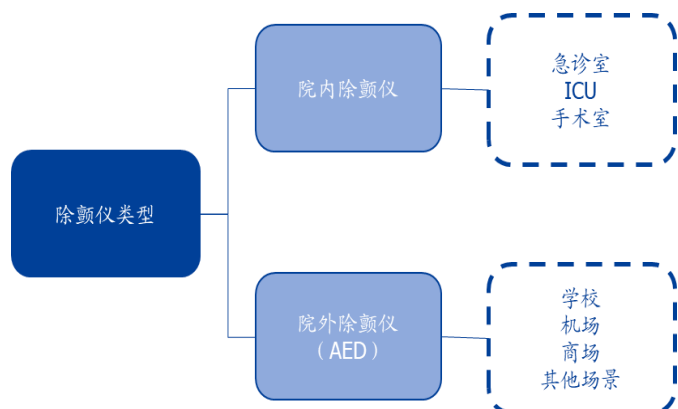 除颤仪类型
院内除颤仪
急诊室
ICU
手术室
院外除颤仪
（AED）
学校
机场
商场
其他场景